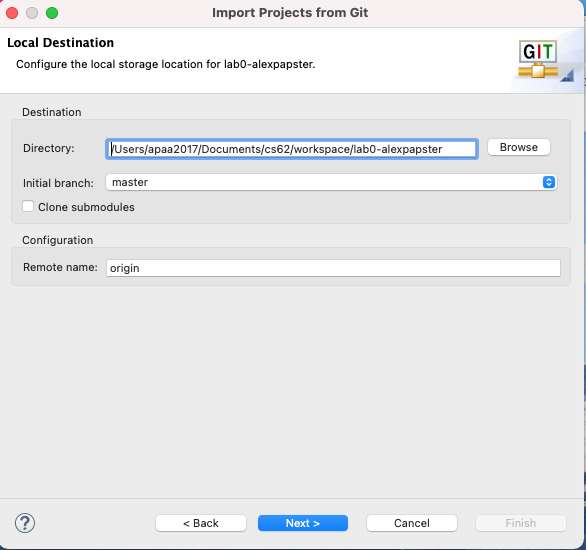 Import Projects from Git
Local Destination
Configure the local storage location for lab0-alexpapster.
GIT
Destination
Directory: /Users/apaa2017/Documents/cs62/workspace/lab0-alexpapster Browse
Initial branch: master
Clone submodules
Configuration
Remote name: origin
? < Back Next > Cancel Finish